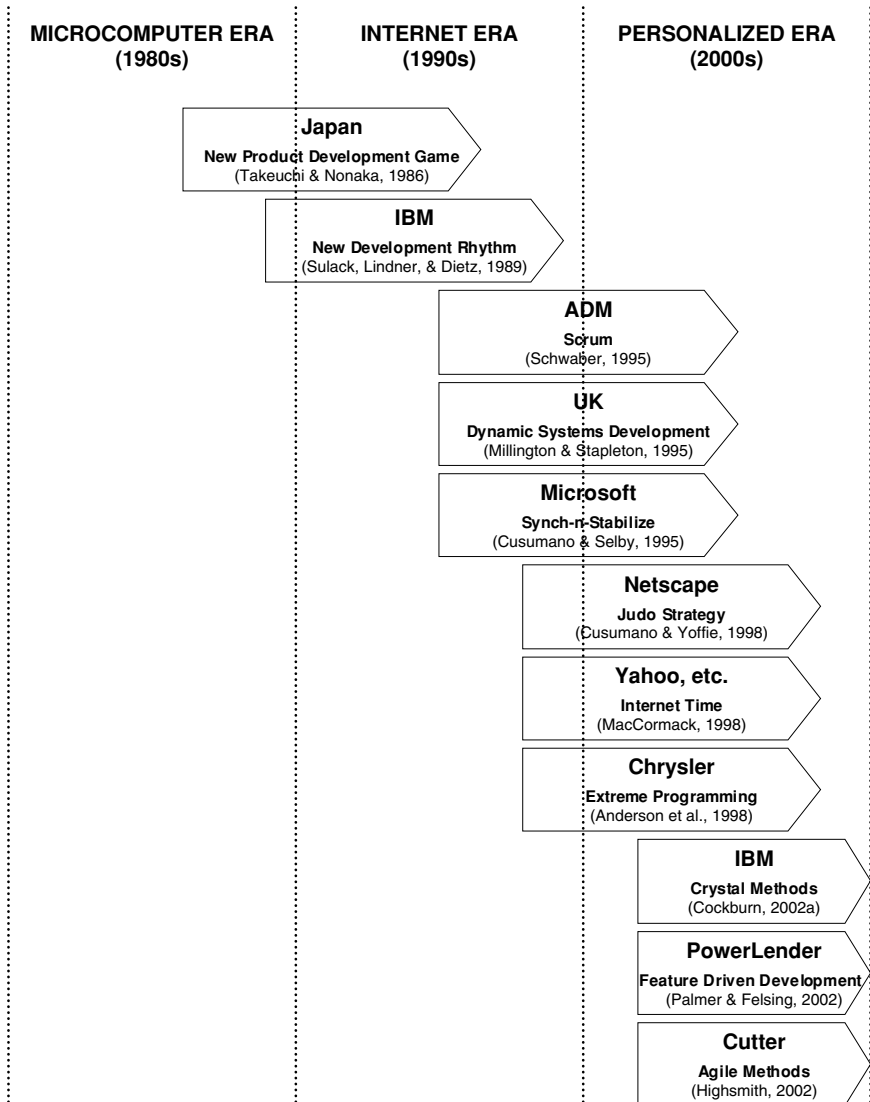 MICROCOMPUTER ERA
(1980s)
INTERNET ERA
(1990s)
PERSONALIZED ERA
(2000s)
Japan
New Product Development Game
(Takeuchi & Nonaka, 1986)
IBM
New Development Rhythm
(Sulack, Lindner, & Dietz, 1989)
ADM
Scrum
(Schwaber, 1995)
UK
Dynamic Systems Development
(Millington & Stapleton, 1995)
Microsoft
Synch-n-Stabilize
(Cusumano & Selby, 1995)
Netscape
Judo Strategy
(Cusumano & Yoffie, 1998)
Yahoo, etc.
Internet Time
(MacCormack, 1998)
Chrysler
Extreme Programming
(Anderson et al., 1998)
IBM
Crystal Methods
(Cockburn, 2002a)
PowerLender
Feature Driven Development
(Palmer & Felsing, 2002)
Cutter
Agile Methods
(Highsmith, 2002)